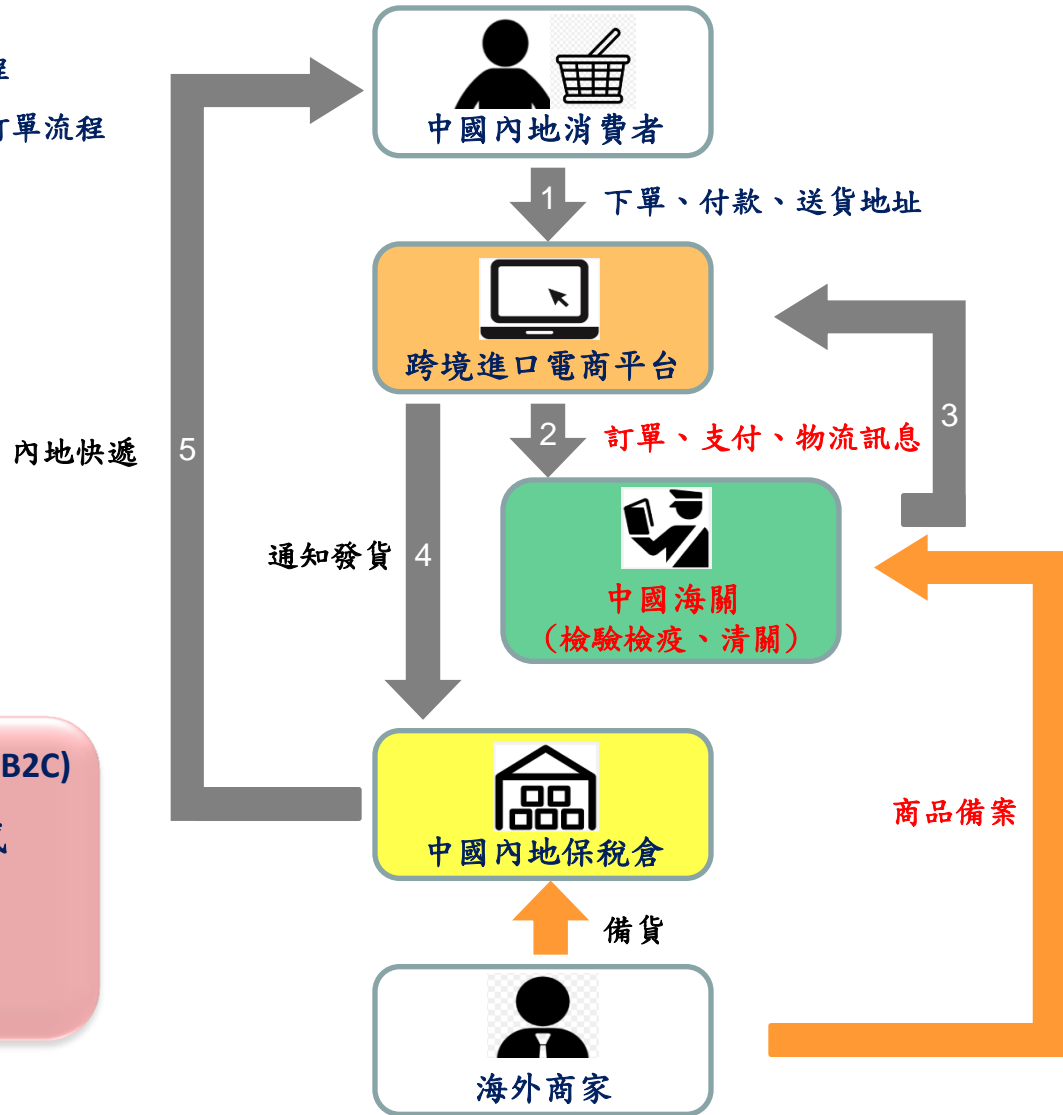 中國內地消費者
程
訂單流程
1
下單、付款、送貨地址
跨境進口電商平台
2
訂單、支付、物流訊息
3
內地快遞
5
通知發貨
4
中國海關
（檢驗檢疫、清關）
B2C)
中國內地保稅倉
商品備案
備貨
海外商家